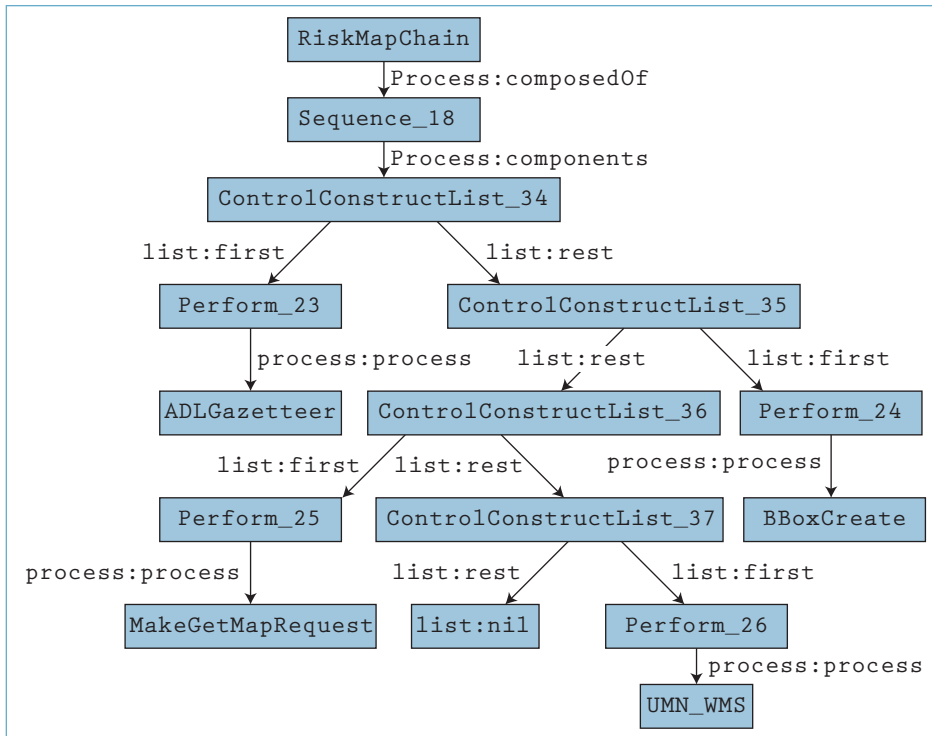 RiskMapChain
Process:composedOf
Sequence_18
Process:components
ControlConstructList_34
list:first
list:rest
Perform_23
ControlConstructList_35
process:process
list:rest
list:first
ADLGazetteer
ControlConstructList_36
Perform_24
list:first
list:rest
process:process
Perform_25
ControlConstructList_37
BBoxCreate
process:process
list:rest
list:first
MakeGetMapRequest
list:nil
Perform_26
process:process
UMN_WMS